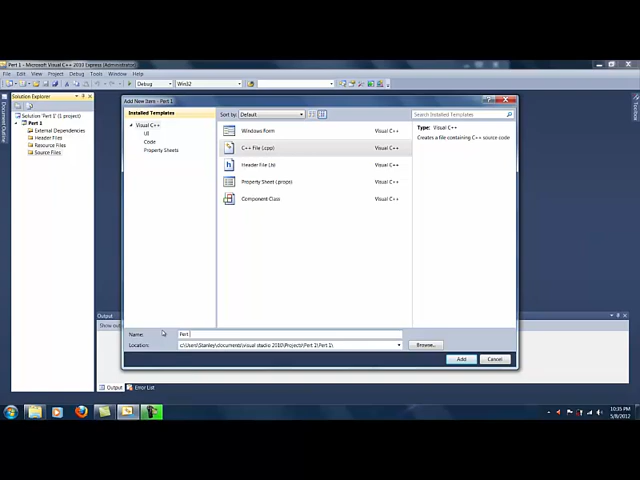 Part 1 - Microsoft Visual C++ 2010 Express (Administrator)
File Edit View Project Debug Tools Window Help
Debug Win32
Solution Explorer
Solution 'Part 1' (1 project)
Part 1
External Dependencies
Header Files
Resource Files
Source Files
Document Outline
Toolbox
Add New Item - Part 1
Installed Templates
Visual C++
UI
Code
Property Sheets
Sort by: Default
Search Installed Templates
Windows Form Visual C++
C++ File (.cpp) Visual C++
Header File (.h) Visual C++
Property Sheet (.props) Visual C++
Component Class Visual C++
Type: Visual C++
Creates a file containing C++ source code
Name: Part
Location: c:\Users\Stanley\documents\visual studio 2010\Projects\Part 1\Part 1\
Browse...
Add Cancel
Output
Output Error List
10:35 PM
5/8/2012